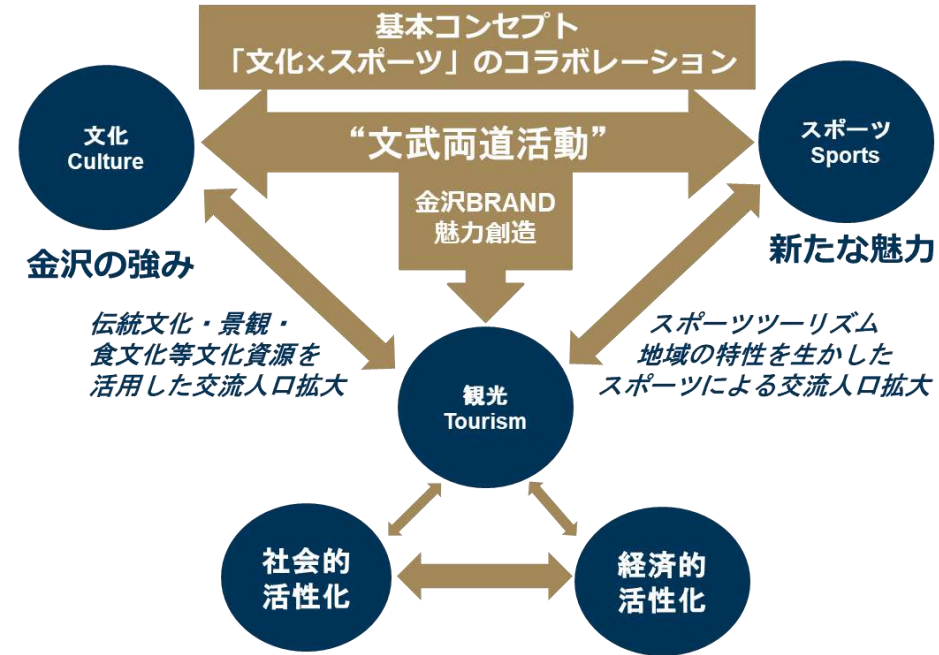 基本コンセプト
「文化×スポーツ」のコラボレーション
文化
Culture
“文武両道活動”
スポーツ
Sports
金沢BRAND
魅力創造
金沢の強み
新たな魅力
伝統文化・景観・
食文化等文化資源を
活用した交流人口拡大
スポーツツーリズム
地域の特性を生かした
スポーツによる交流人口拡大
観光
Tourism
社会的
活性化
経済的
活性化